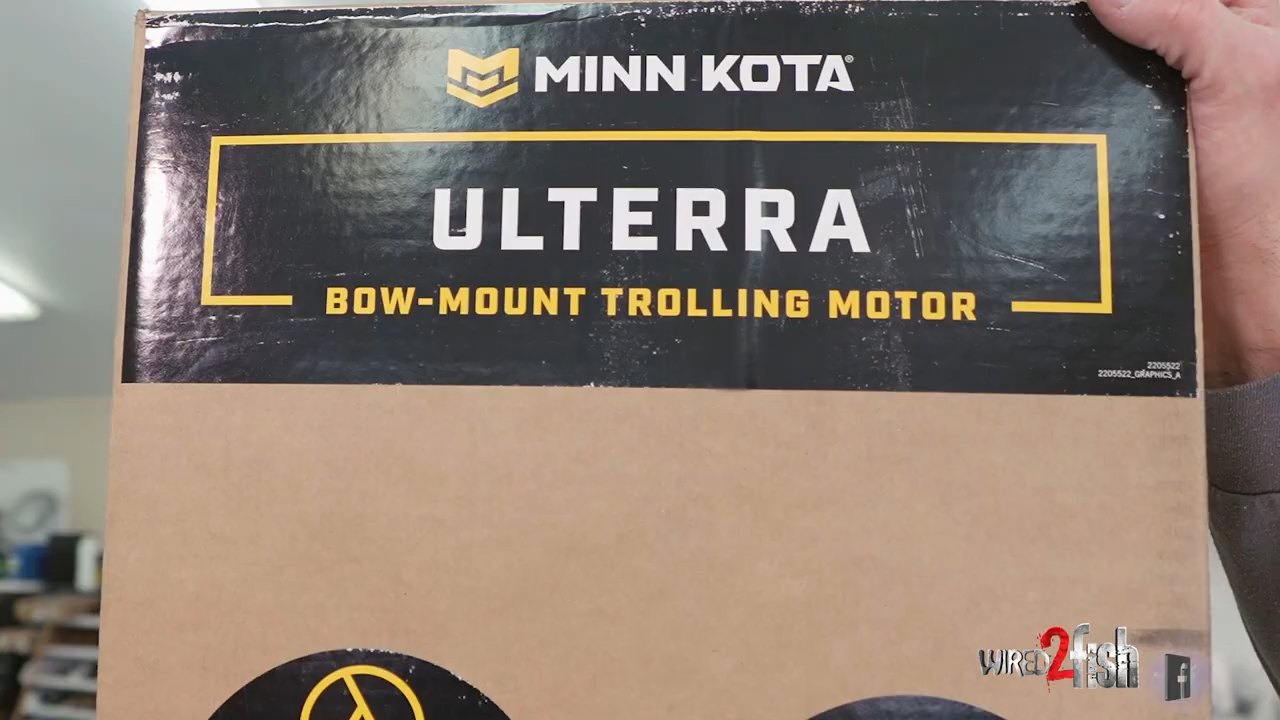 MINN KOTA®
ULTERRA
BOW-MOUNT TROLLING MOTOR
2205522
2205522_GRAPHICS_A
WIRED2fish
f